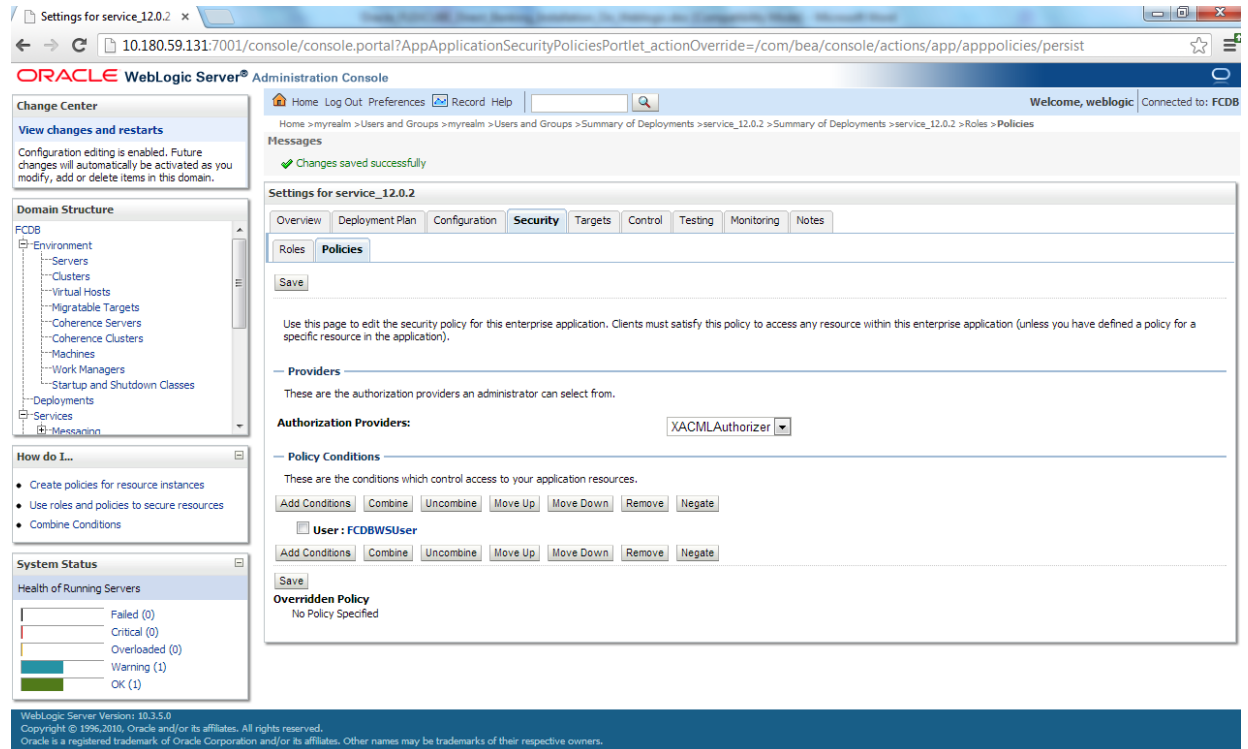 Settings for service_12.0.2 ×
10.180.59.131:7001/console/console.portal?AppApplicationSecurityPoliciesPortlet_actionOverride=/com/bea/console/actions/app/apppolicies/persist
ORACLE WebLogic Server® Administration Console
Change Center
View changes and restarts
Configuration editing is enabled. Future
changes will automatically be activated as you
modify, add or delete items in this domain.
Domain Structure
FCDB
Environment
Servers
Clusters
Virtual Hosts
Migratable Targets
Coherence Servers
Coherence Clusters
Machines
Work Managers
Startup and Shutdown Classes
Deployments
Services
Messaging
How do I...
Create policies for resource instances
Use roles and policies to secure resources
Combine Conditions
System Status
Health of Running Servers
Failed (0)
Critical (0)
Overloaded (0)
Warning (1)
OK (1)
Home Log Out Preferences Record Help
Welcome, weblogic Connected to: FCDB
Home >myrealm >Users and Groups >myrealm >Users and Groups >Summary of Deployments >service_12.0.2 >Summary of Deployments >service_12.0.2 >Roles >Policies
Messages
Changes saved successfully
Settings for service_12.0.2
Overview Deployment Plan Configuration Security Targets Control Testing Monitoring Notes
Roles Policies
Save
Use this page to edit the security policy for this enterprise application. Clients must satisfy this policy to access any resource within this enterprise application (unless you have defined a policy for a
specific resource in the application).
Providers
These are the authorization providers an administrator can select from.
Authorization Providers: XACMLAuthorizer
Policy Conditions
These are the conditions which control access to your application resources.
Add Conditions Combine Uncombine Move Up Move Down Remove Negate
User : FCDBWSUser
Add Conditions Combine Uncombine Move Up Move Down Remove Negate
Save
Overridden Policy
No Policy Specified
WebLogic Server Version: 10.3.5.0
Copyright © 1996,2010, Oracle and/or its affiliates. All rights reserved.
Oracle is a registered trademark of Oracle Corporation and/or its affiliates. Other names may be trademarks of their respective owners.